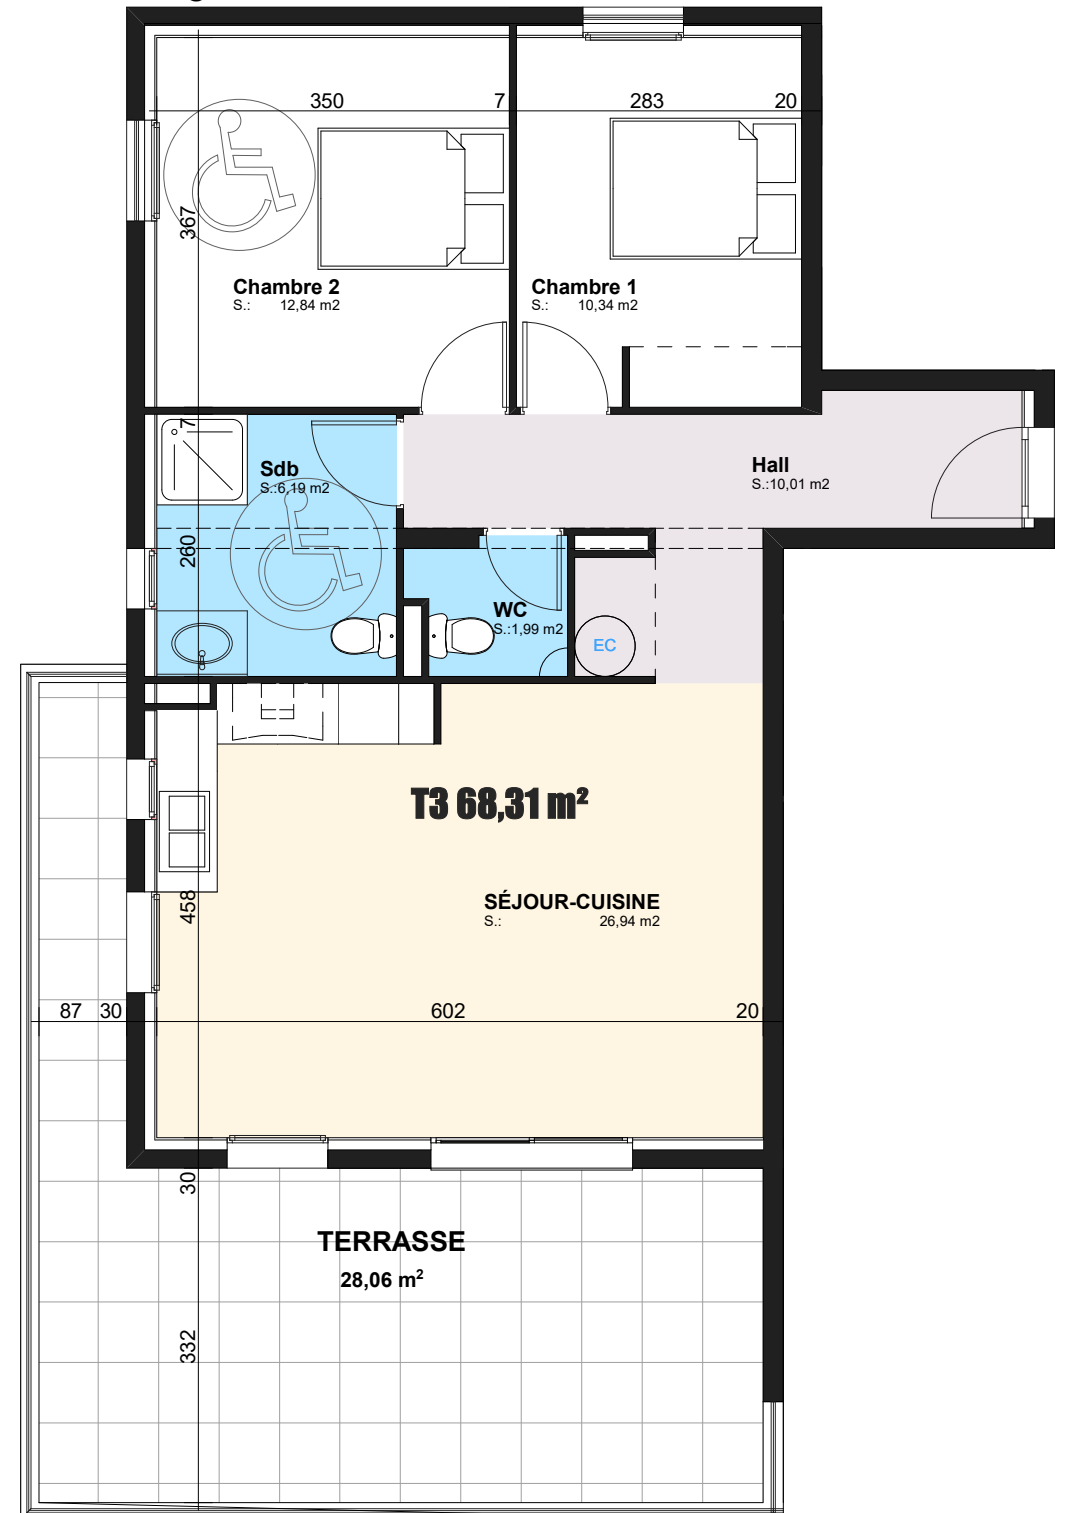 350 7 283 20
367
Chambre 2
S.: 12,84 m2
Chambre 1
S.: 10,34 m2
7
Sdb
S.:6,19 m2
Hall
S.:10,01 m2
260
WC
S.:1,99 m2
EC
T3 68,31 m²
458
SÉJOUR-CUISINE
S.: 26,94 m2
87 30 602 20
30
TERRASSE
28,06 m²
332